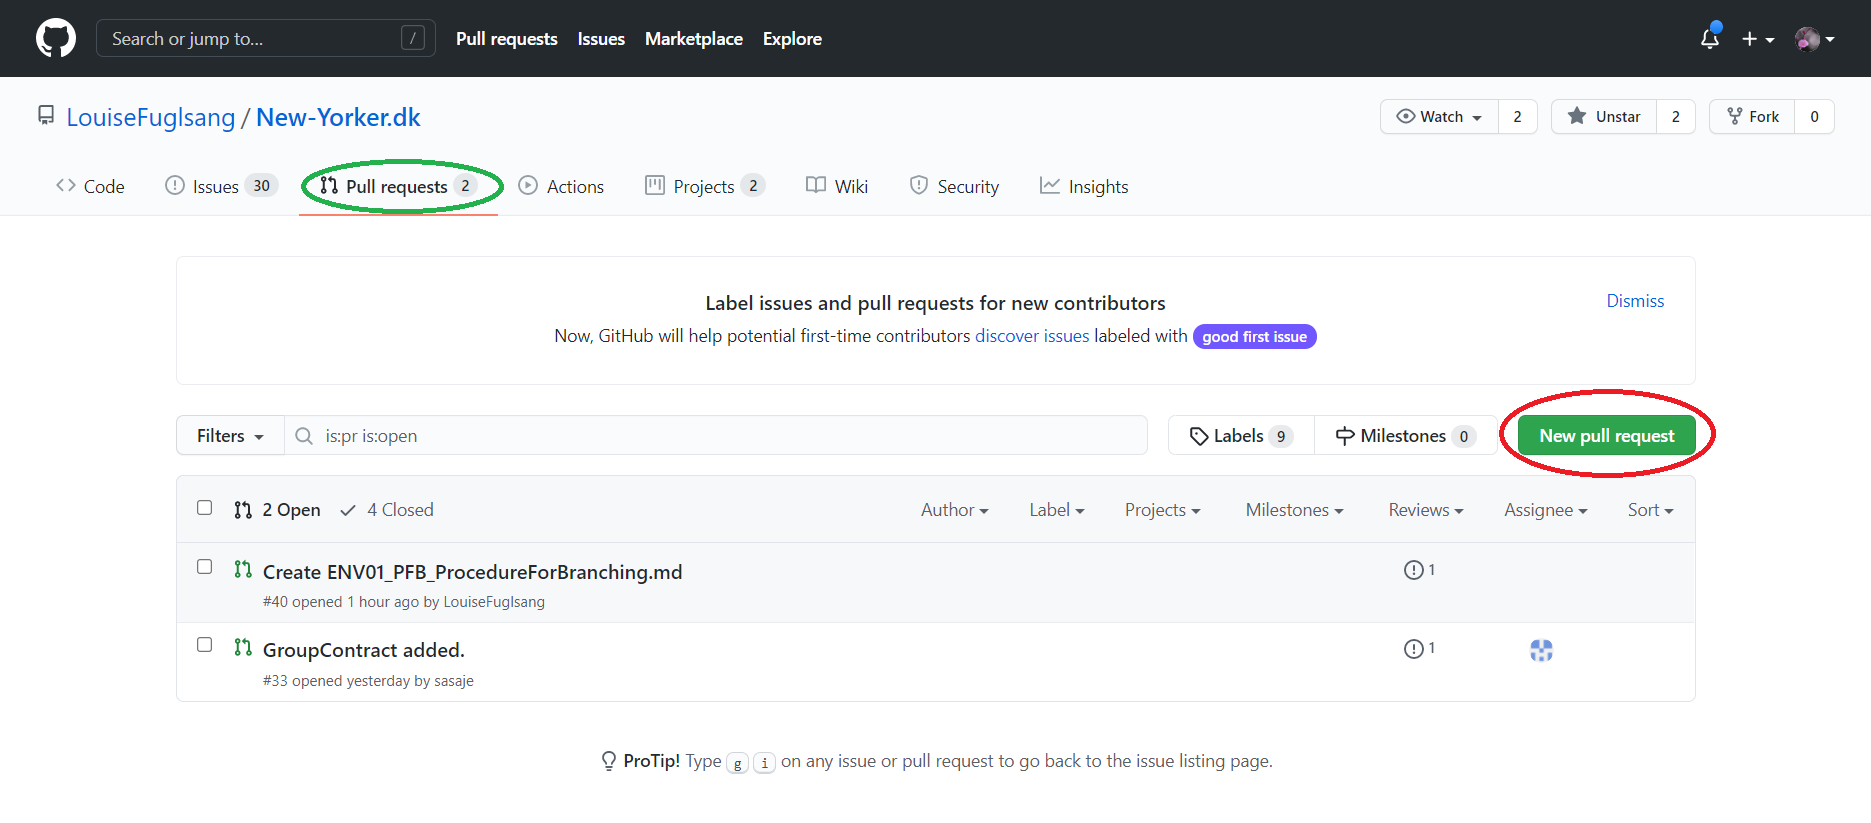 Search or jump to... /
Pull requests Issues Marketplace Explore
LouiseFuglsang / New-Yorker.dk
Watch 2 Unstar 2 Fork 0
Code Issues 30 Pull requests 2 Actions Projects 2 Wiki Security Insights
Label issues and pull requests for new contributors
Dismiss
Now, GitHub will help potential first-time contributors discover issues labeled with good first issue
Filters is:pr is:open Labels 9 Milestones 0 New pull request
2 Open 4 Closed Author Label Projects Milestones Reviews Assignee Sort
Create ENV01_PFB_ProcedureForBranching.md 1
#40 opened 1 hour ago by LouiseFuglsang
GroupContract added. 1
#33 opened yesterday by sasaje
ProTip! Type g i on any issue or pull request to go back to the issue listing page.